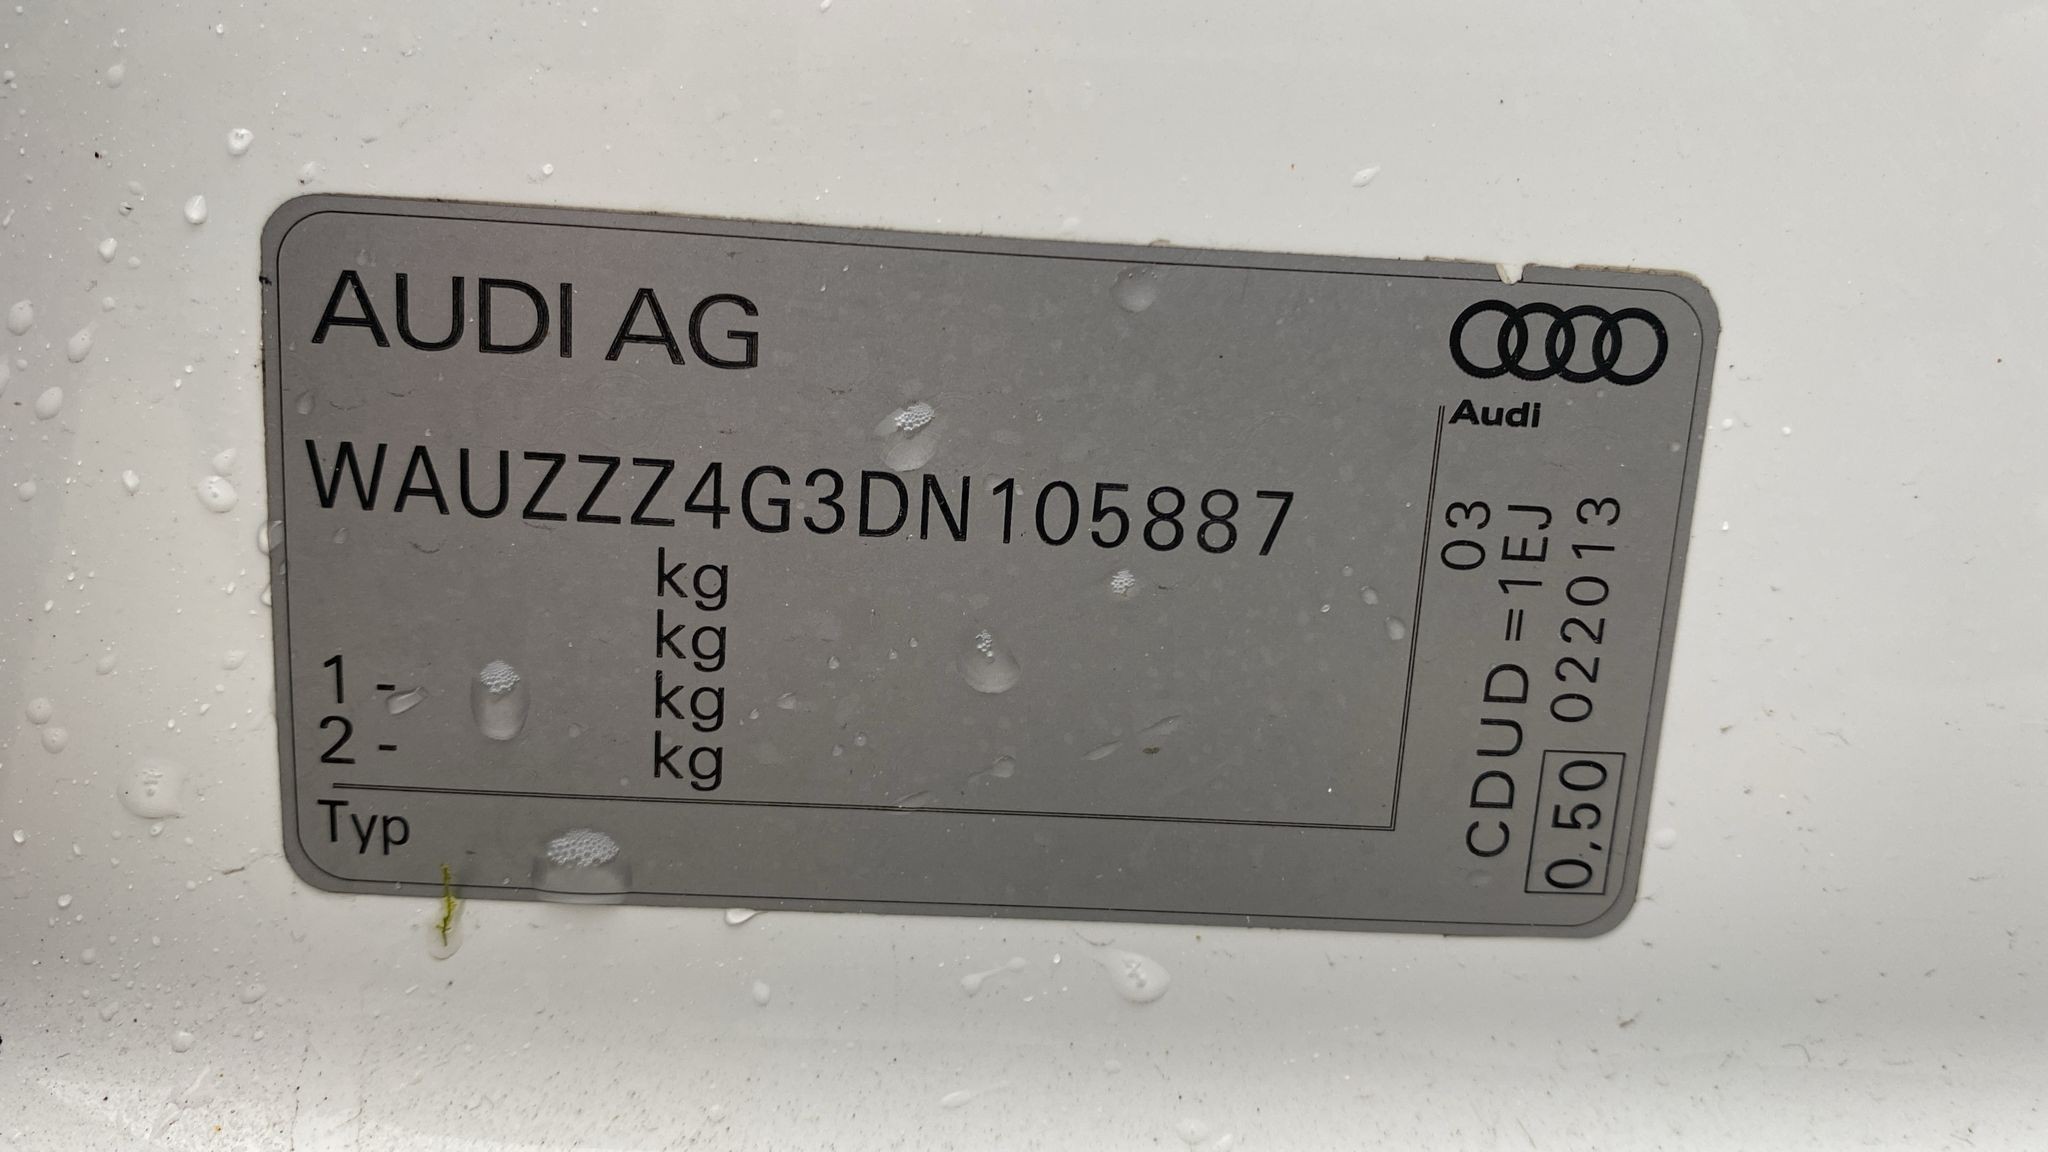 AUDI AG
Audi
WAUZZZ4G3DN105887
kg
kg
1 - kg
2 - kg
Typ
03
CDUD =1EJ
0,50 022013